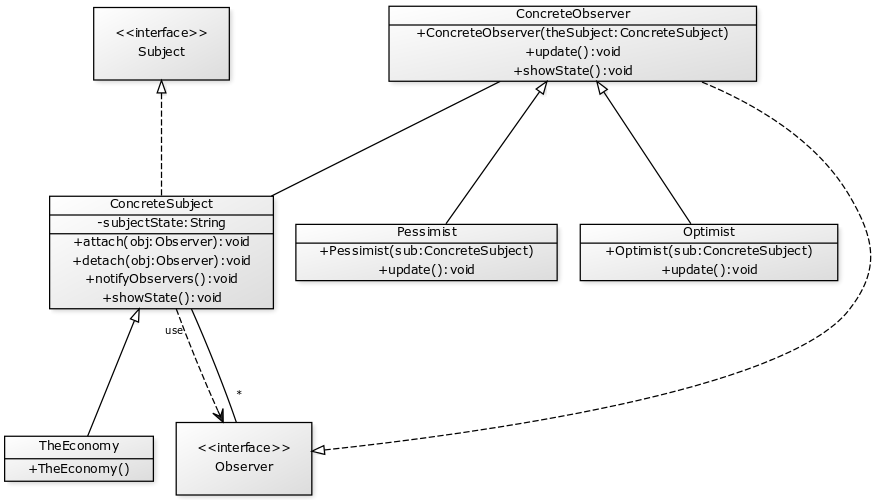 <<interface>>
Subject
ConcreteObserver
+ConcreteObserver(theSubject:ConcreteSubject)
+update():void
+showState():void
ConcreteSubject
-subjectState:String
+attach(obj:Observer):void
+detach(obj:Observer):void
+notifyObservers():void
+showState():void
Pessimist
+Pessimist(sub:ConcreteSubject)
+update():void
Optimist
+Optimist(sub:ConcreteSubject)
+update():void
use
*
TheEconomy
+TheEconomy()
<<interface>>
Observer